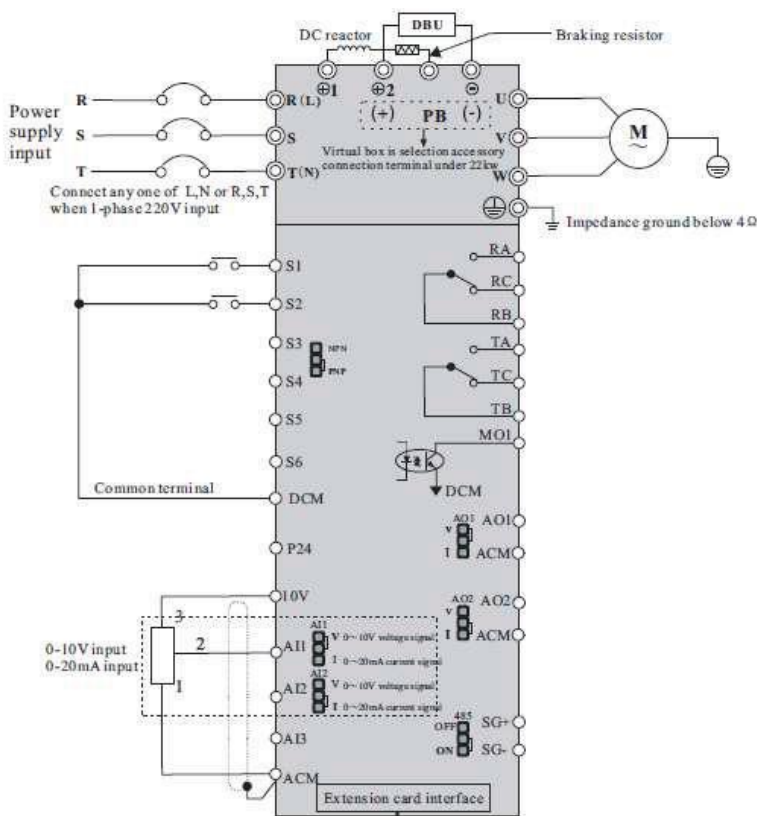 DBU
DC reactor
Braking resistor
⊕1 ⊕2 ⊖
Power
supply
input
R
S
T
R(L)
S
T(N)
(+) PB (-)
Virtual box is selection accessory
connection terminal under 22kw
U
V
W
M
~
Connect any one of L,N or R,S,T
when 1-phase 220V input
Impedance ground below 4Ω
S1
S2
S3
S4
S5
S6
NPN
PNP
Common terminal
DCM
P24
RA
RC
RB
TA
TC
TB
MO1
DCM
AO1
V
I
AO1
ACM
AO2
V
I
AO2
ACM
10V
3
2
1
0-10V input
0-20mA input
AI1
AI1
V 0~10V voltage signal
I 0~20mA current signal
AI2
AI2
V 0~10V voltage signal
I 0~20mA current signal
AI3
ACM
485
OFF
ON
SG+
SG-
Extension card interface